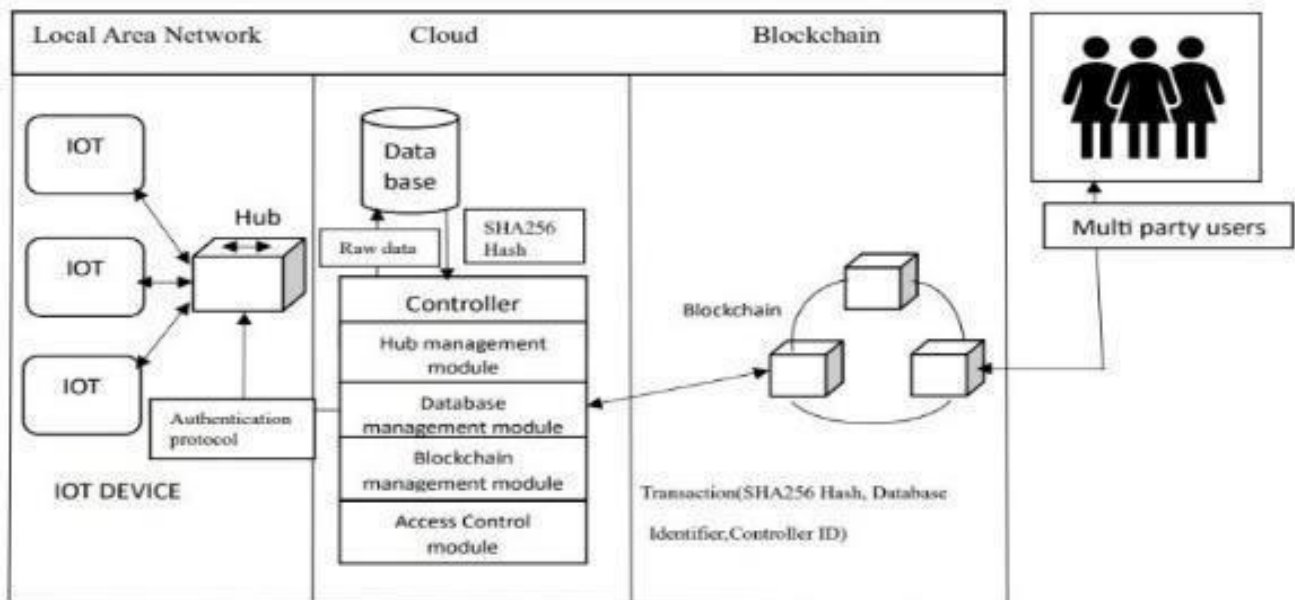 Local Area Network
Cloud
Blockchain
IOT
IOT
IOT
Hub
Authentication
protocol
IOT DEVICE
Data
base
Raw data
SHA256
Hash
Controller
Hub management
module
Database
management module
Blockchain
management module
Access Control
module
Blockchain
Transaction(SHA256 Hash, Database
Identifier,Controller ID)
Multi party users